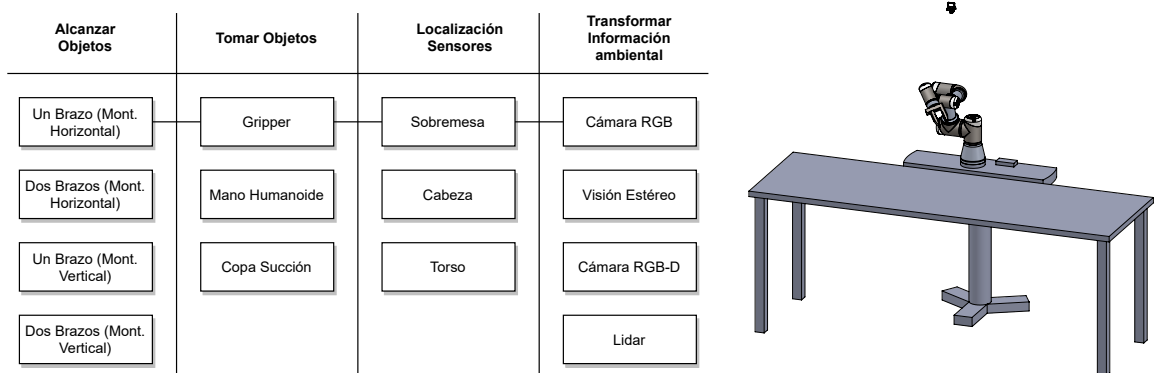 Alcanzar
Objetos
Tomar Objetos
Localización
Sensores
Transformar
Información
ambiental
Un Brazo (Mont.
Horizontal)
Gripper
Sobremesa
Cámara RGB
Dos Brazos (Mont.
Horizontal)
Mano Humanoide
Cabeza
Visión Estéreo
Un Brazo (Mont.
Vertical)
Copa Succión
Torso
Cámara RGB-D
Dos Brazos (Mont.
Vertical)
Lidar